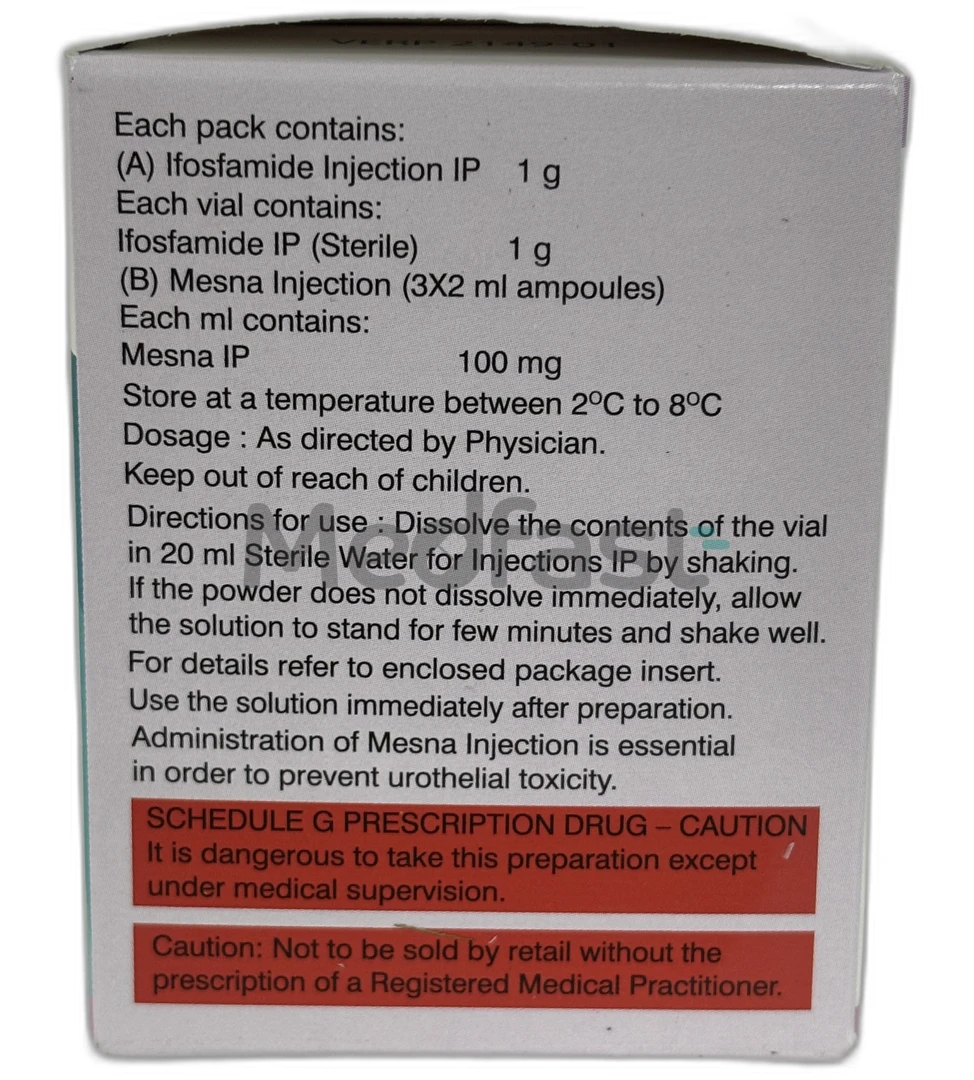 VERP 2149-01
Each pack contains:
(A) Ifosfamide Injection IP 1 g
Each vial contains:
Ifosfamide IP (Sterile) 1 g
(B) Mesna Injection (3X2 ml ampoules)
Each ml contains:
Mesna IP 100 mg
Store at a temperature between 2ºC to 8ºC
Dosage : As directed by Physician.
Keep out of reach of children.
Medfast
Directions for use : Dissolve the contents of the vial
in 20 ml Sterile Water for Injections IP by shaking.
If the powder does not dissolve immediately, allow
the solution to stand for few minutes and shake well.
For details refer to enclosed package insert.
Use the solution immediately after preparation.
Administration of Mesna Injection is essential
in order to prevent urothelial toxicity.
SCHEDULE G PRESCRIPTION DRUG – CAUTION
It is dangerous to take this preparation except
under medical supervision.
Caution: Not to be sold by retail without the
prescription of a Registered Medical Practitioner.